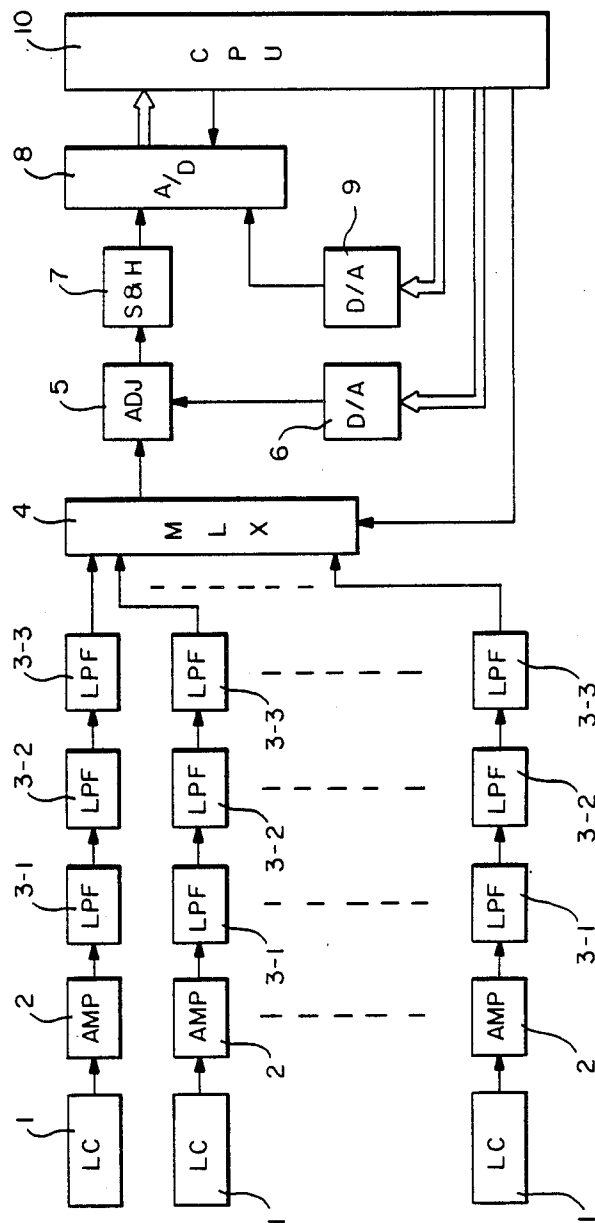 1
LC
2
AMP
3-1
LPF
3-2
LPF
3-3
LPF
4
MLX
5
ADJ
7
S&H
8
A/D
10
CPU
LC
1
AMP
2
LPF
3-1
LPF
3-2
LPF
3-3
6
D/A
D/A
9
LC
1
AMP
2
LPF
3-1
LPF
3-2
LPF
3-3